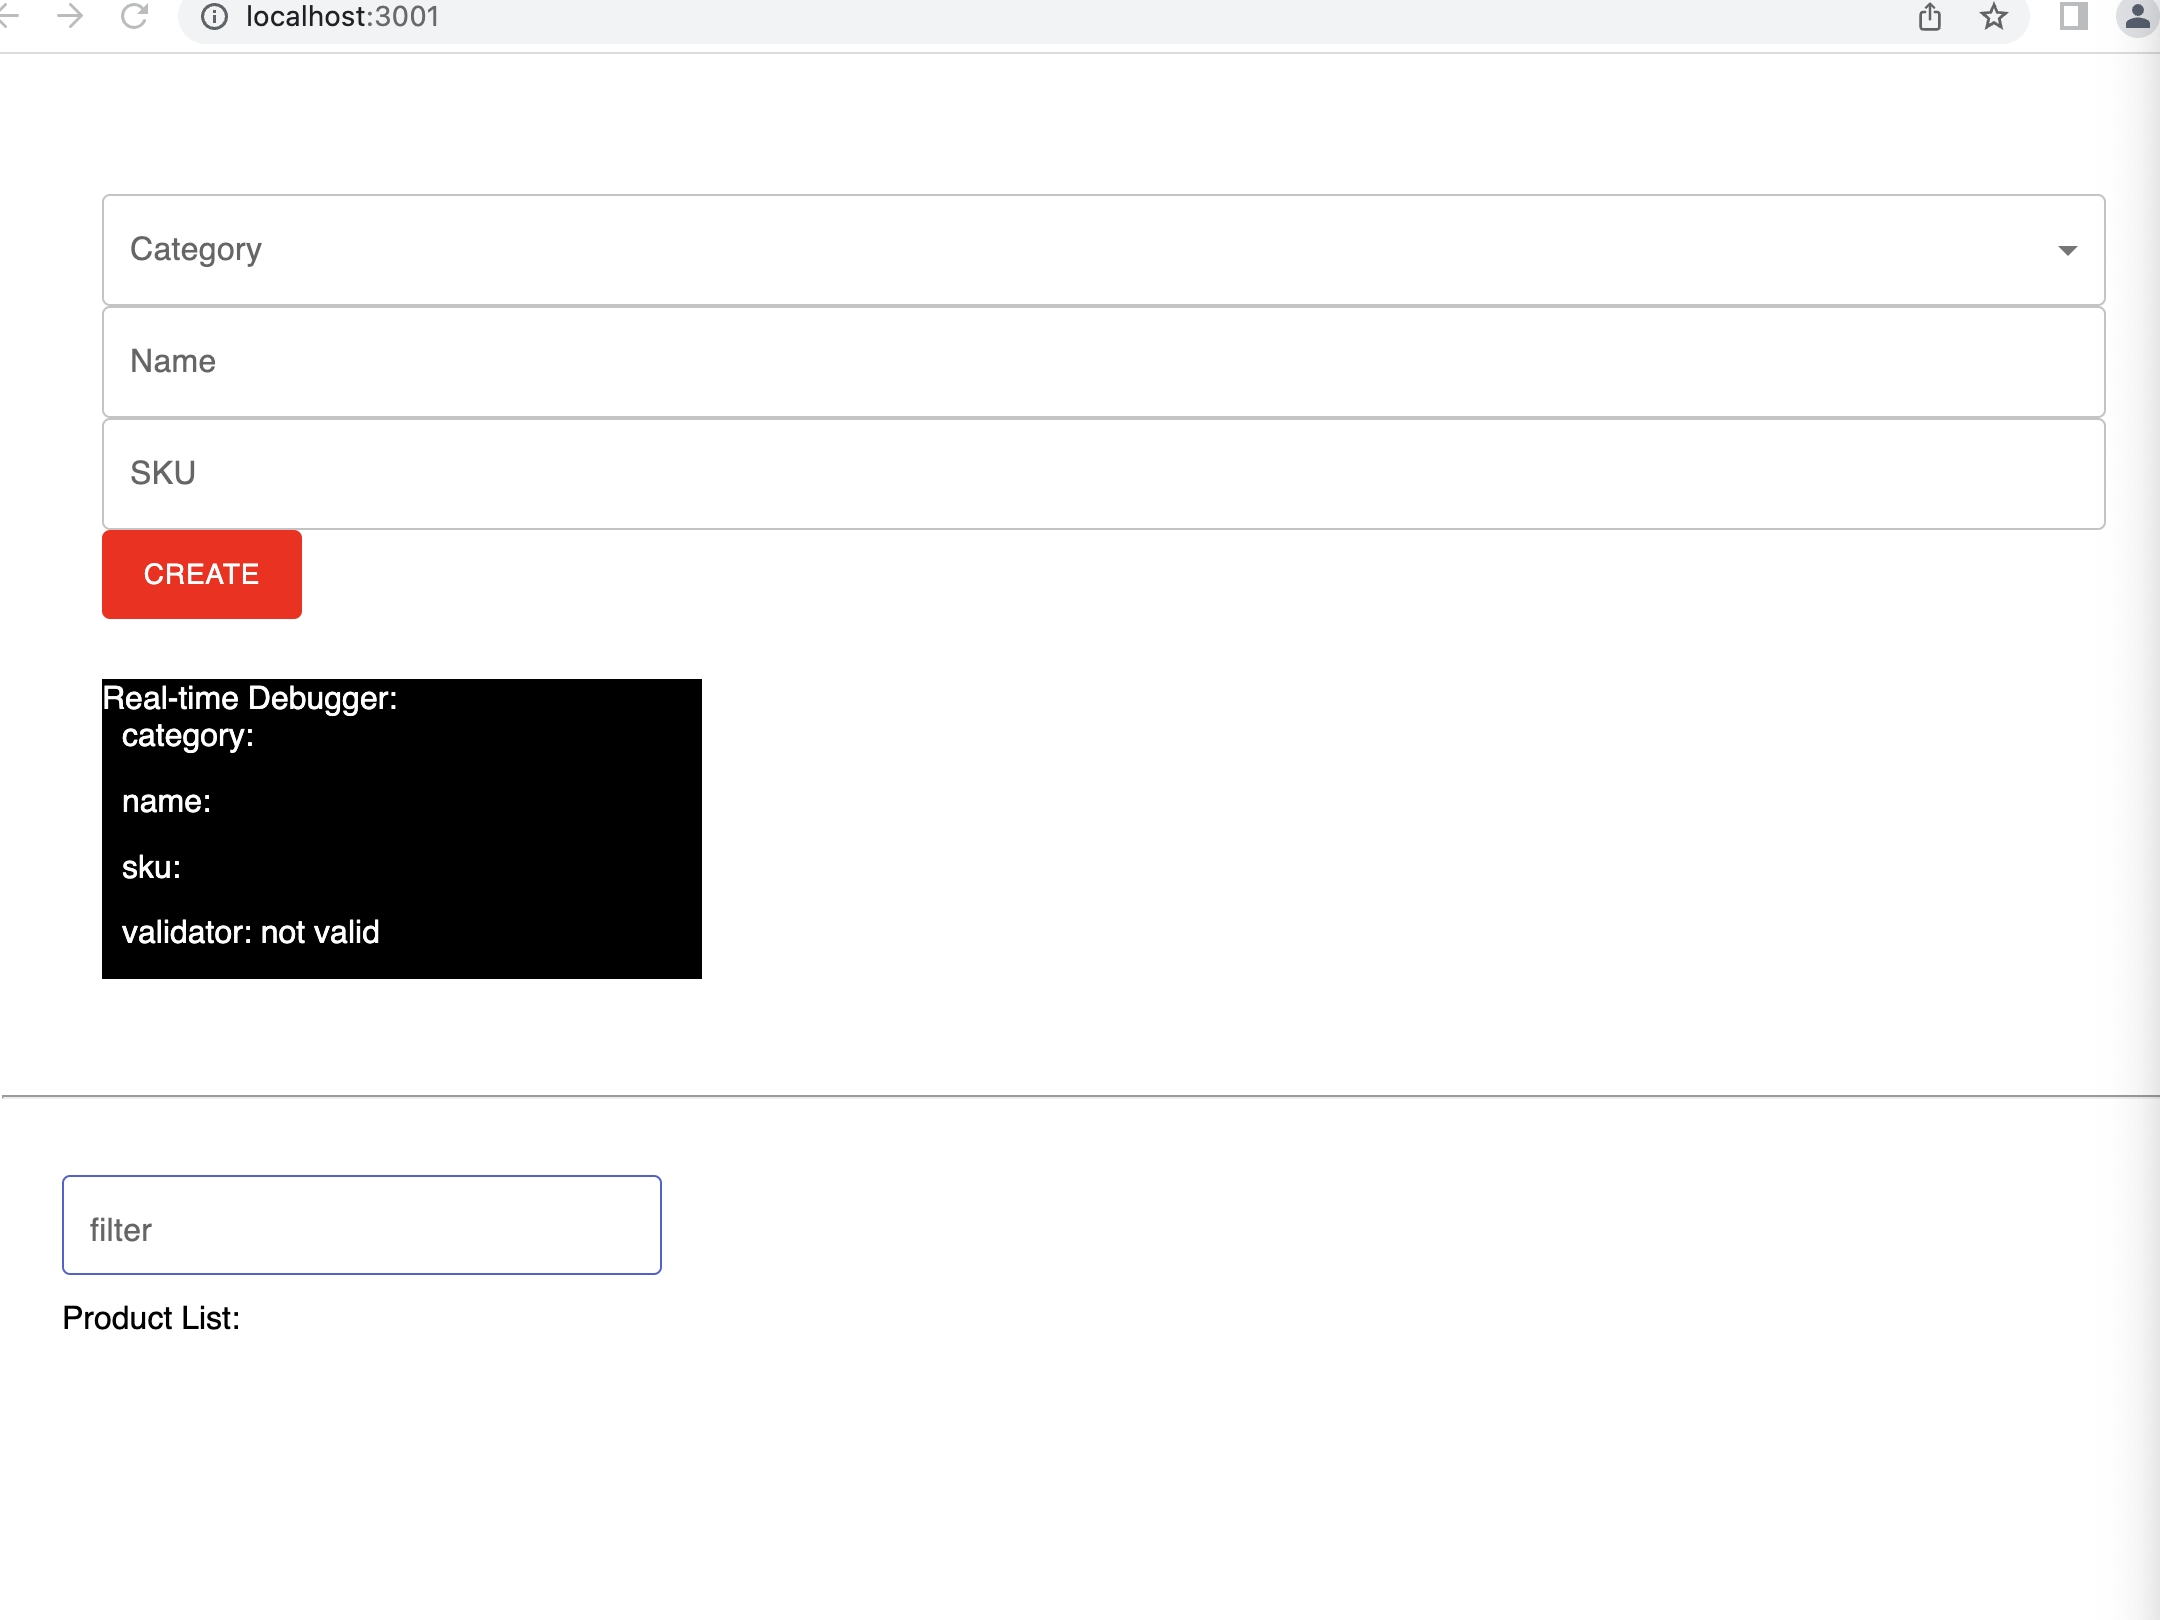 localhost:3001
Category
Name
SKU
CREATE
Real-time Debugger:
category:
name:
sku:
validator: not valid
filter
Product List: